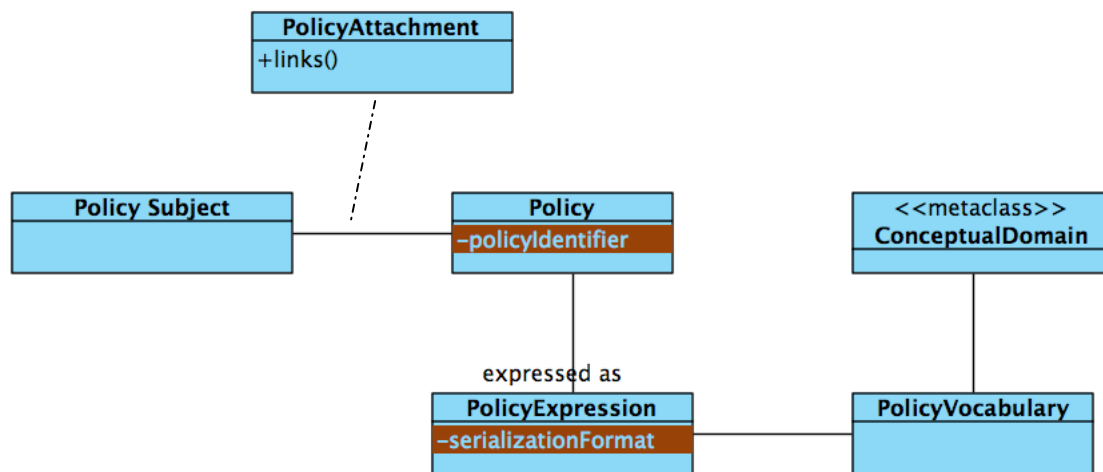 PolicyAttachment
+links()
Policy Subject
Policy
-policyIdentifier
<<metaclass>>
ConceptualDomain
expressed as
PolicyExpression
-serializationFormat
PolicyVocabulary